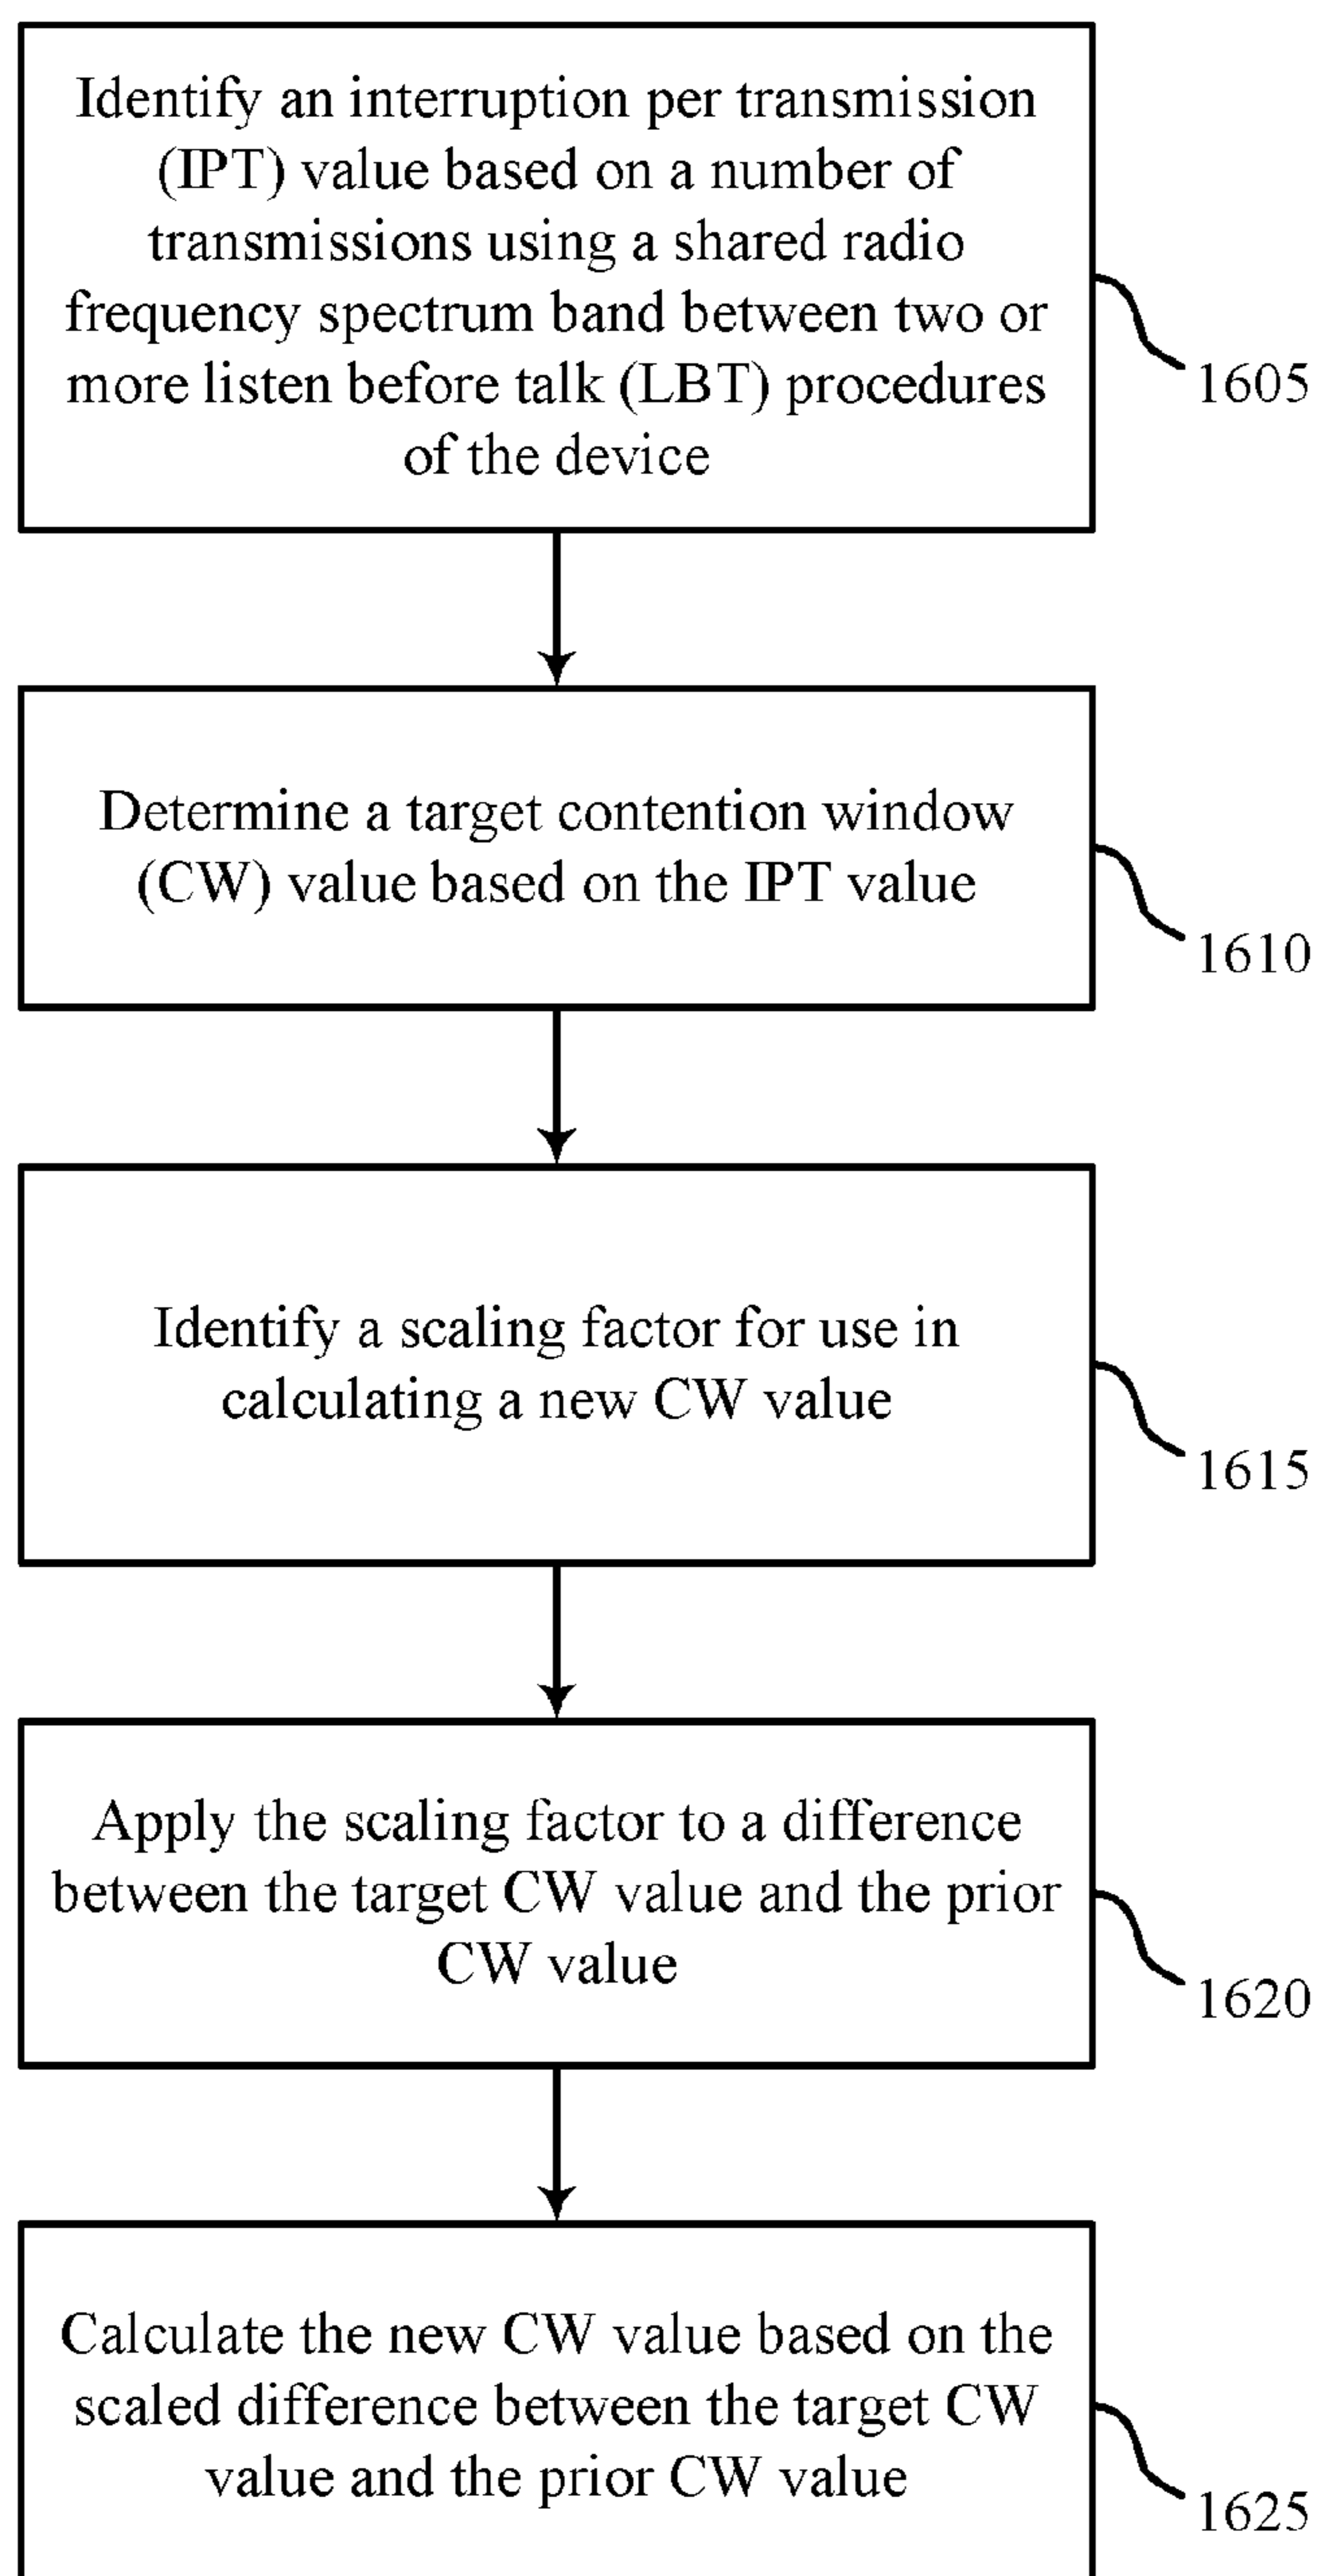 Identify an interruption per transmission
(IPT) value based on a number of
transmissions using a shared radio
frequency spectrum band between two or
more listen before talk (LBT) procedures
of the device
1605
Determine a target contention window
(CW) value based on the IPT value
1610
Identify a scaling factor for use in
calculating a new CW value
1615
Apply the scaling factor to a difference
between the target CW value and the prior
CW value
1620
Calculate the new CW value based on the
scaled difference between the target CW
value and the prior CW value
1625